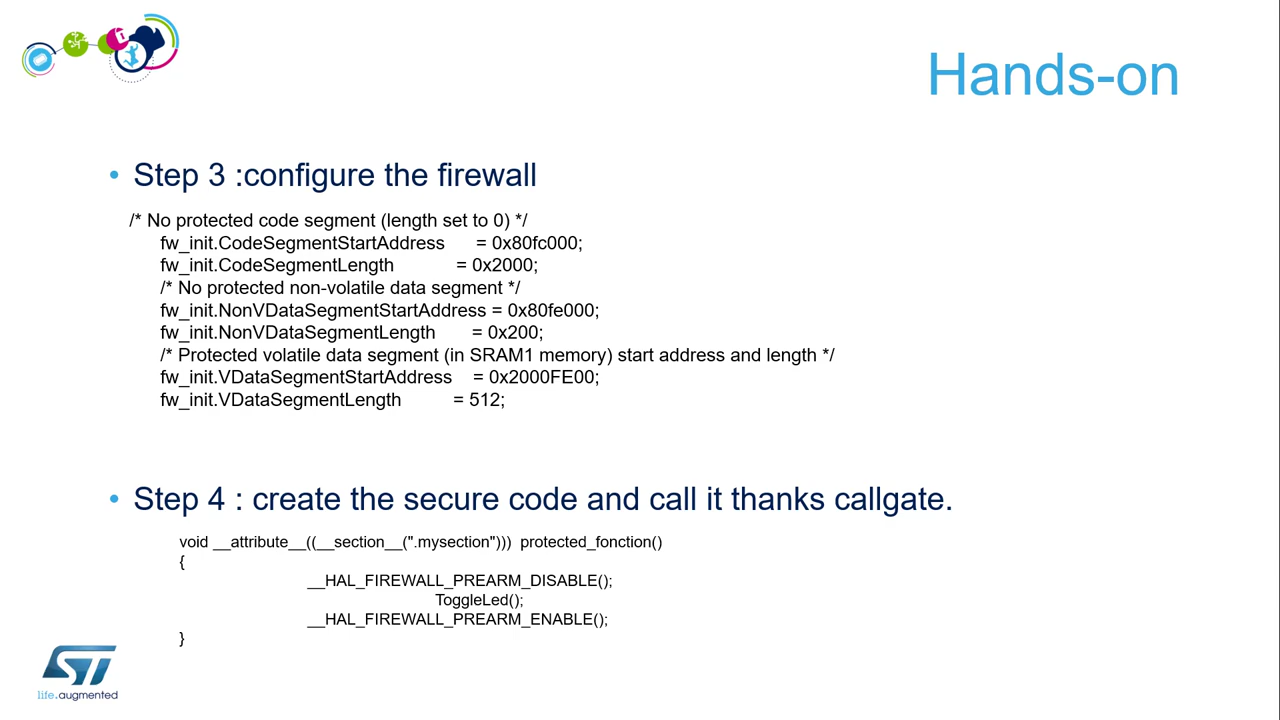 Hands-on
• Step 3 :configure the firewall
/* No protected code segment (length set to 0) */
fw_init.CodeSegmentStartAddress = 0x80fc000;
fw_init.CodeSegmentLength = 0x2000;
/* No protected non-volatile data segment */
fw_init.NonVDataSegmentStartAddress = 0x80fe000;
fw_init.NonVDataSegmentLength = 0x200;
/* Protected volatile data segment (in SRAM1 memory) start address and length */
fw_init.VDataSegmentStartAddress = 0x2000FE00;
fw_init.VDataSegmentLength = 512;
• Step 4 : create the secure code and call it thanks callgate.
void __attribute__((__section__(".mysection"))) protected_fonction()
{
__HAL_FIREWALL_PREARM_DISABLE();
ToggleLed();
__HAL_FIREWALL_PREARM_ENABLE();
}
ST
life.augmented